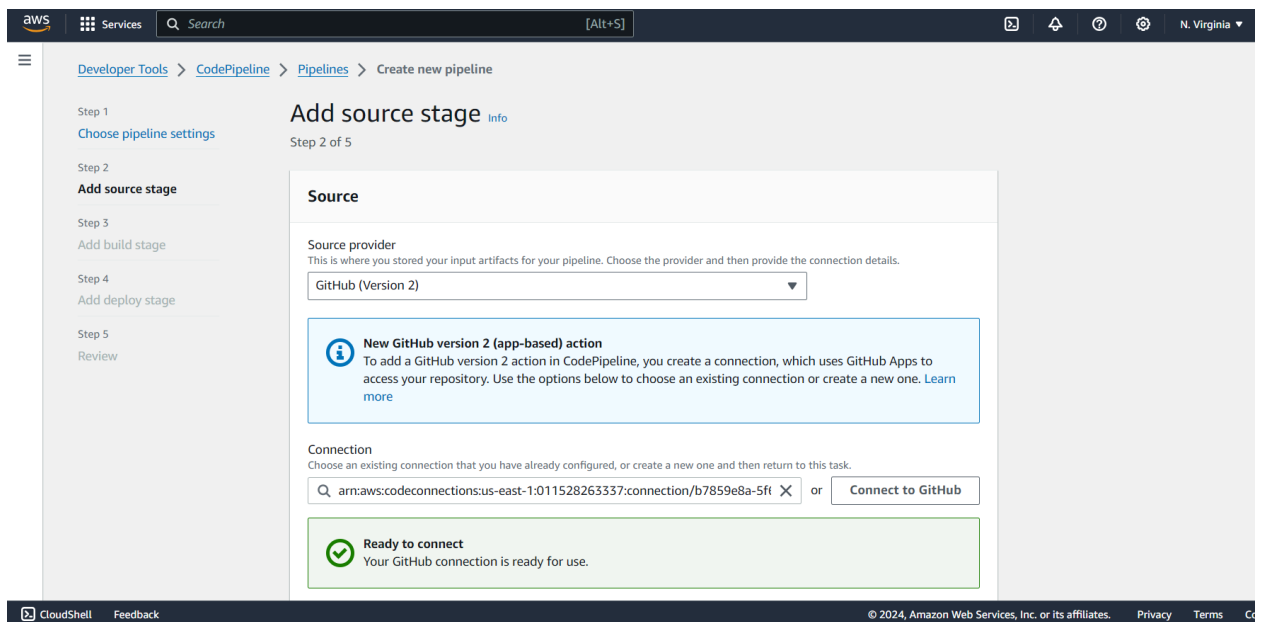 aws
Services
Search [Alt+S]
N. Virginia
Developer Tools > CodePipeline > Pipelines > Create new pipeline
Step 1
Choose pipeline settings
Step 2
Add source stage
Step 3
Add build stage
Step 4
Add deploy stage
Step 5
Review
Add source stage Info
Step 2 of 5
Source
Source provider
This is where you stored your input artifacts for your pipeline. Choose the provider and then provide the connection details.
GitHub (Version 2)
New GitHub version 2 (app-based) action
To add a GitHub version 2 action in CodePipeline, you create a connection, which uses GitHub Apps to
access your repository. Use the options below to choose an existing connection or create a new one. Learn
more
Connection
Choose an existing connection that you have already configured, or create a new one and then return to this task.
arn:aws:codeconnections:us-east-1:011528263337:connection/b7859e8a-5f6 or Connect to GitHub
Ready to connect
Your GitHub connection is ready for use.
CloudShell Feedback © 2024, Amazon Web Services, Inc. or its affiliates. Privacy Terms